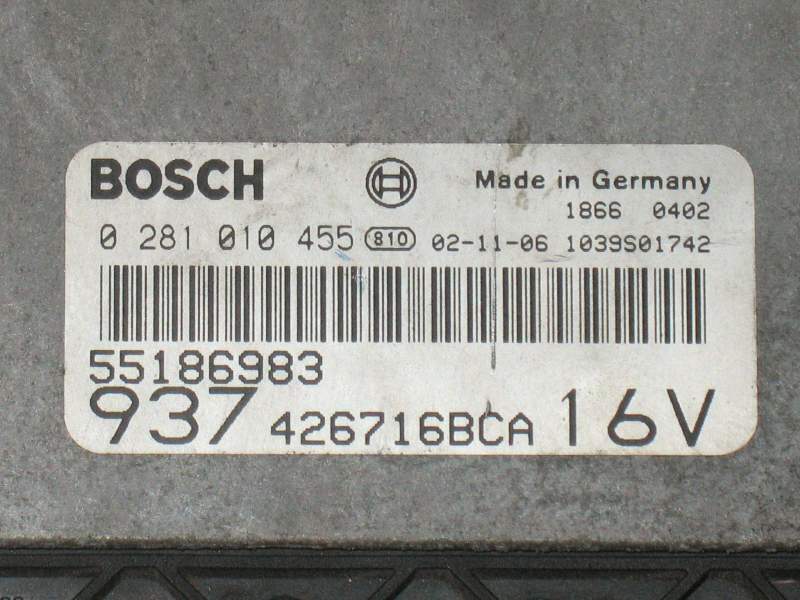 BOSCH Made in Germany
1866 0402
0 281 010 455 810 02-11-06 1039S01742
55186983
937 426716BCA 16V